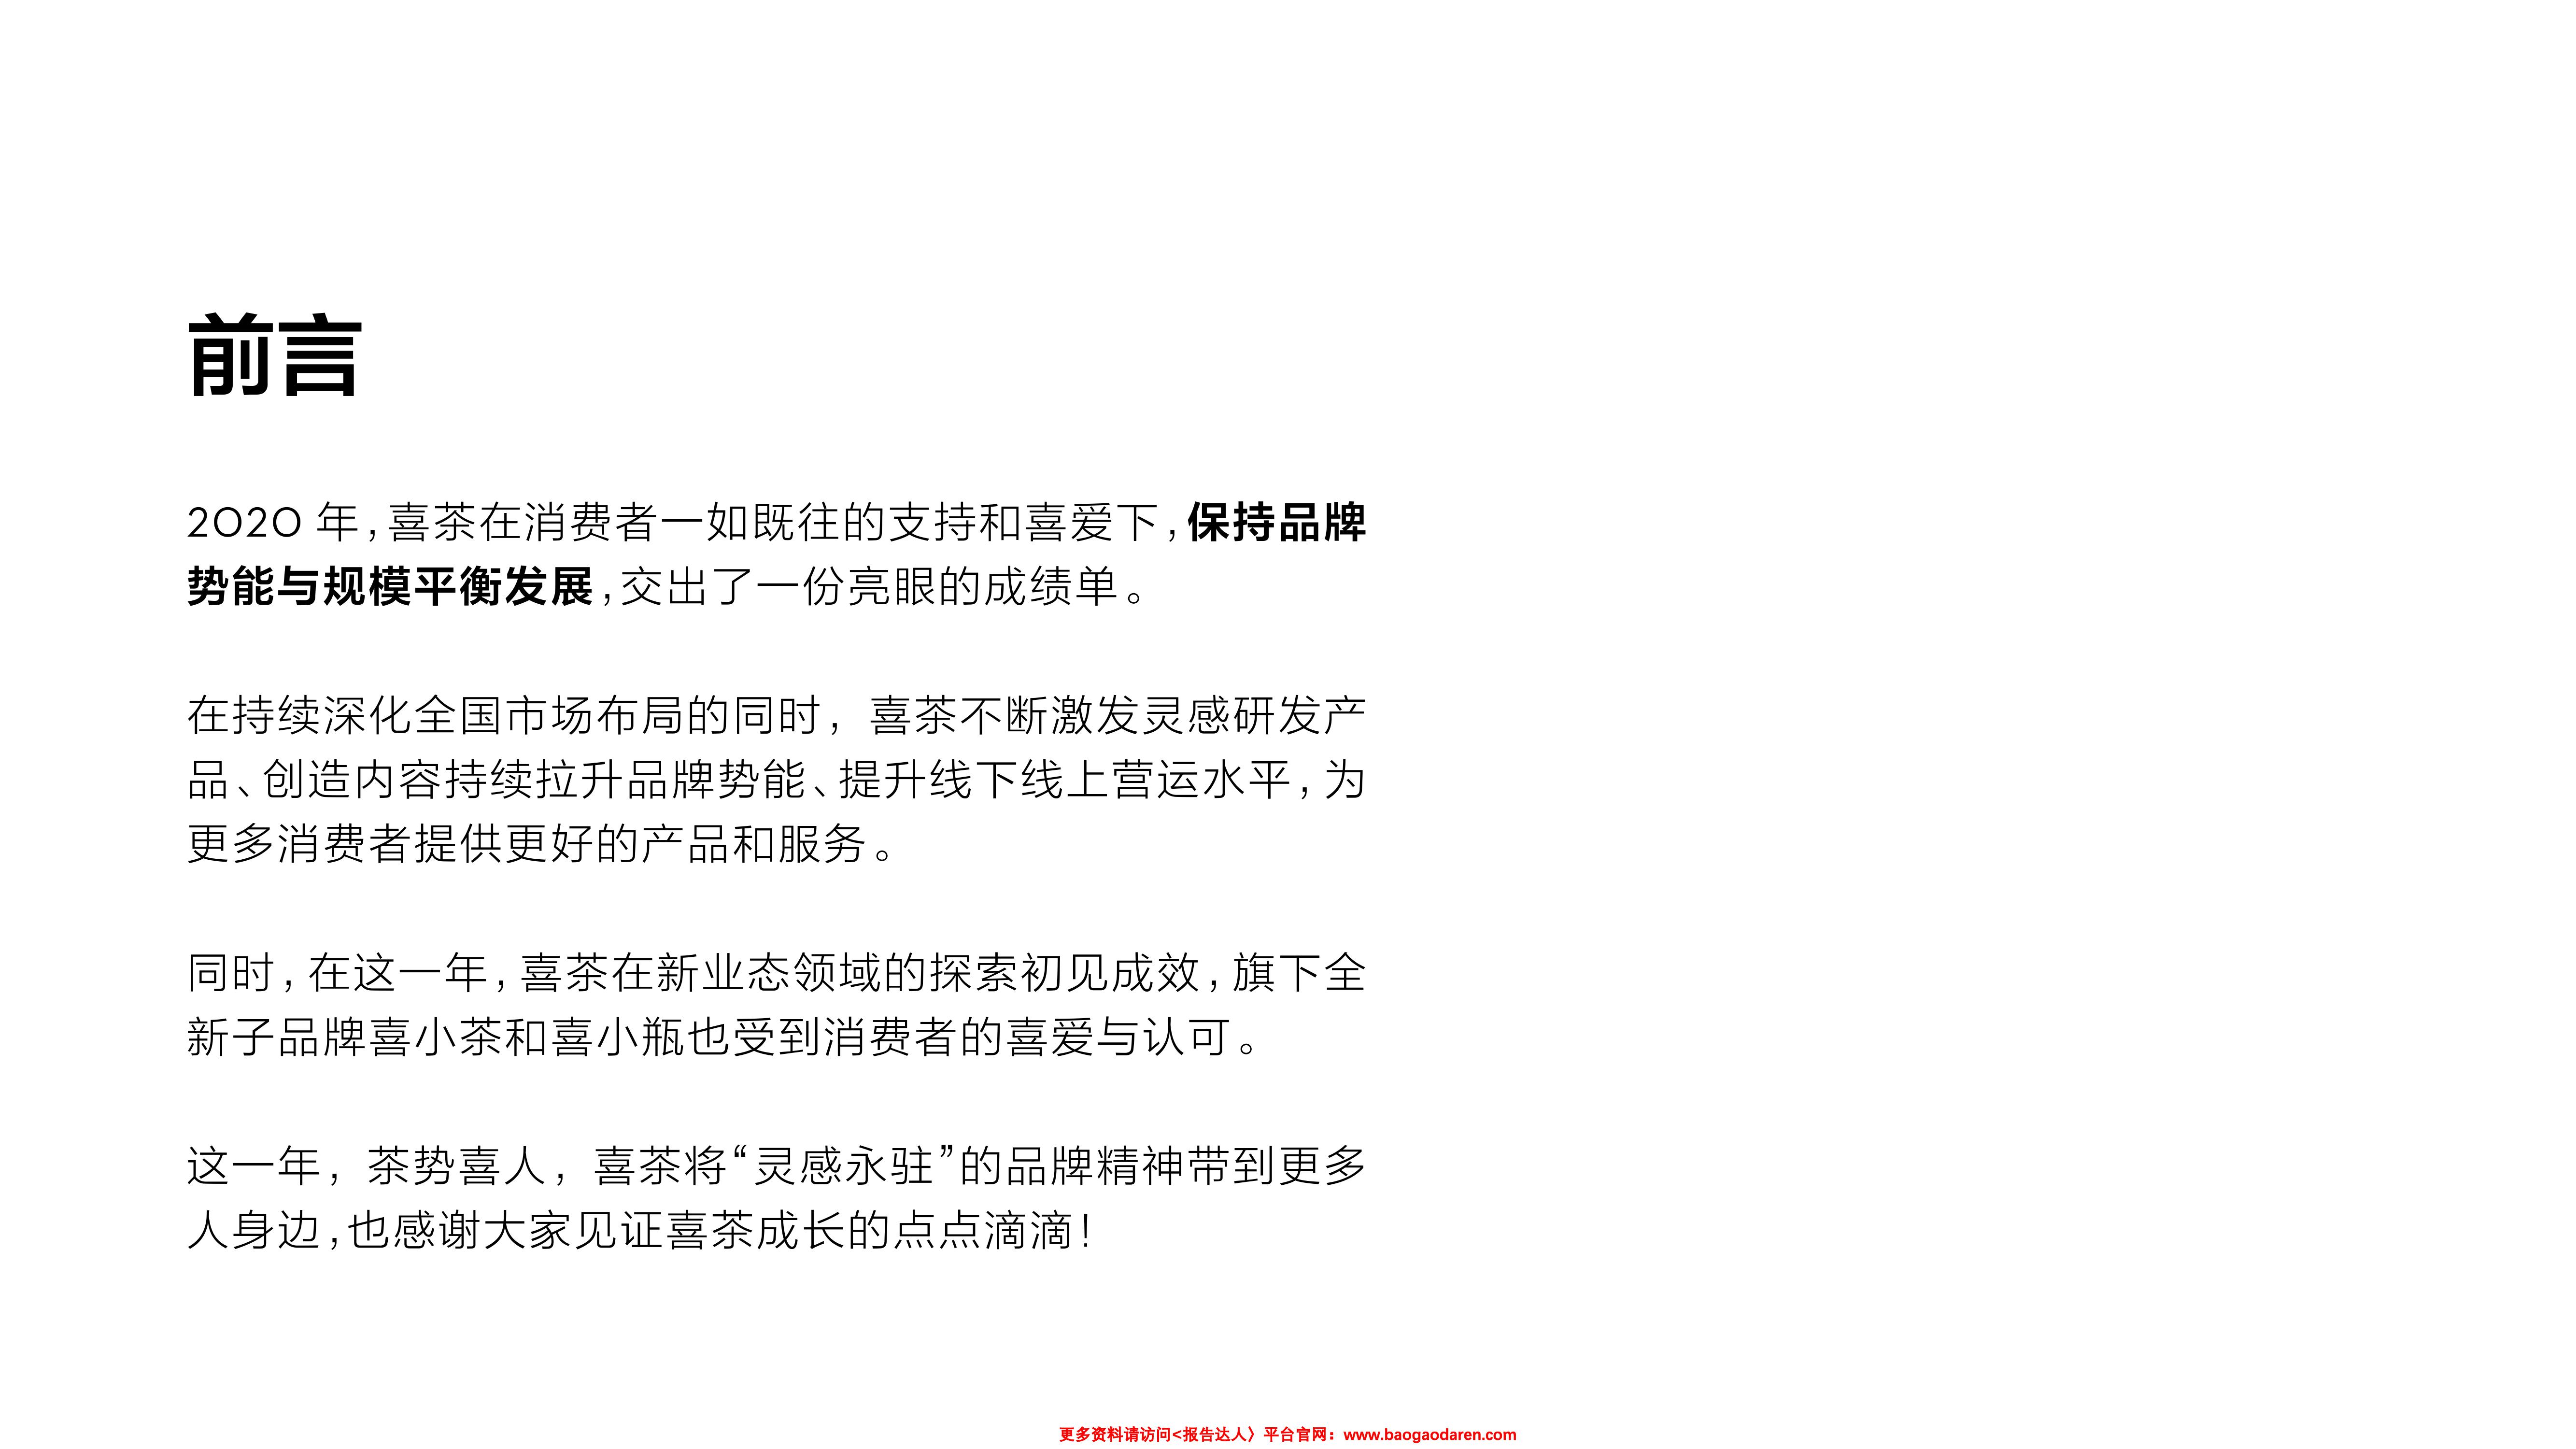 前言
2020 年，喜茶在消费者一如既往的支持和喜爱下，保持品牌
势能与规模平衡发展，交出了一份亮眼的成绩单。
在持续深化全国市场布局的同时，喜茶不断激发灵感研发产
品、创造内容持续拉升品牌势能、提升线下线上营运水平，为
更多消费者提供更好的产品和服务。
同时，在这一年，喜茶在新业态领域的探索初见成效，旗下全
新子品牌喜小茶和喜小瓶也受到消费者的喜爱与认可。
这一年，茶势喜人，喜茶将“灵感永驻”的品牌精神带到更多
人身边，也感谢大家见证喜茶成长的点点滴滴！
更多资料请访问<报告达人〉平台官网：www.baogaodaren.com